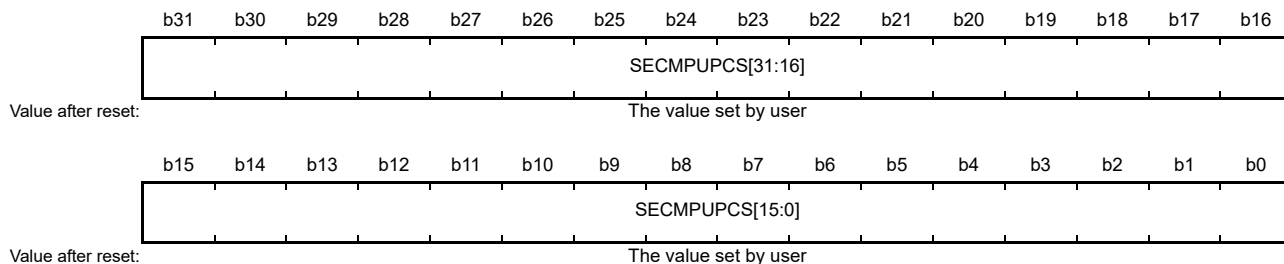 b31 b30 b29 b28 b27 b26 b25 b24 b23 b22 b21 b20 b19 b18 b17 b16
SECMPUPCS[31:16]
Value after reset: The value set by user
b15 b14 b13 b12 b11 b10 b9 b8 b7 b6 b5 b4 b3 b2 b1 b0
SECMPUPCS[15:0]
Value after reset: The value set by user